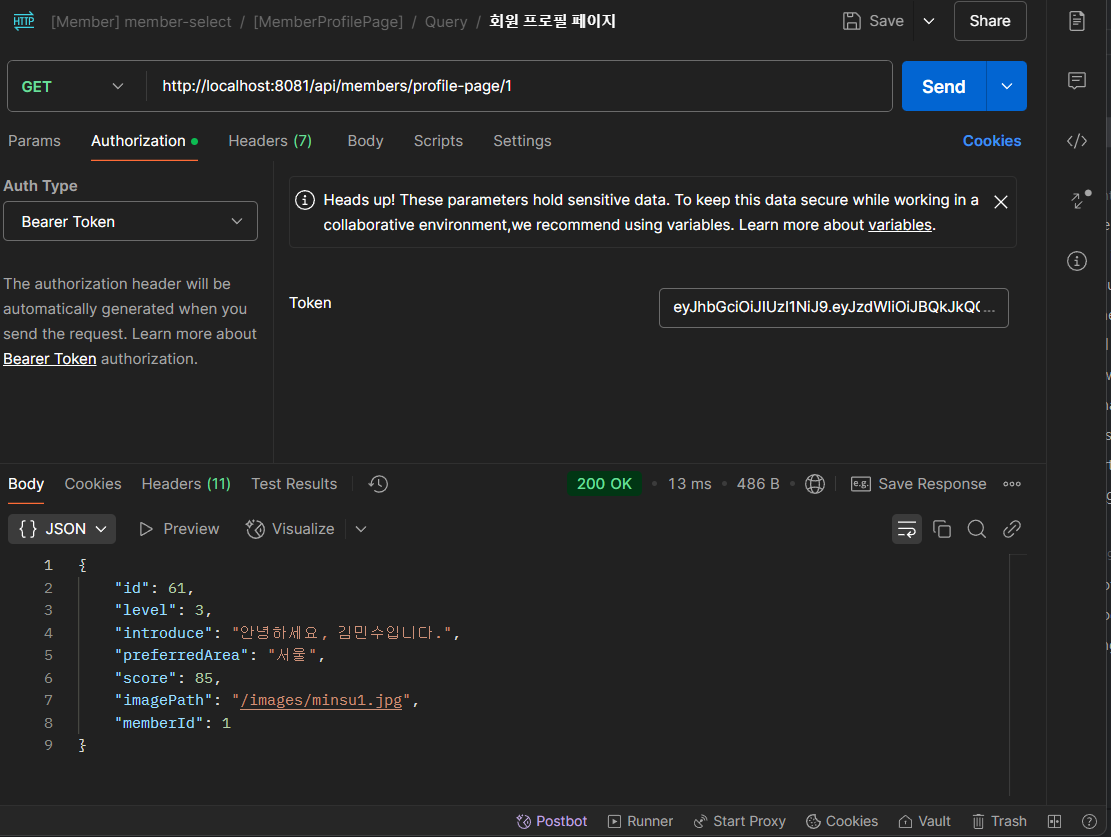 HTTP [Member] member-select / [MemberProfilePage] / Query / 회원 프로필 페이지 Save Share
GET http://localhost:8081/api/members/profile-page/1 Send
Params Authorization Headers (7) Body Scripts Settings Cookies
Auth Type
Bearer Token
The authorization header will be
automatically generated when you
send the request. Learn more about
Bearer Token authorization.
Heads up! These parameters hold sensitive data. To keep this data secure while working in a
collaborative environment,we recommend using variables. Learn more about variables.
Token eyJhbGciOiJIUzI1NiJ9.eyJzdWIiOiJBQkJkQ( ...
Body Cookies Headers (11) Test Results 200 OK • 13 ms • 486 B • e.g. Save Response
{} JSON Preview Visualize
1 {
2 "id": 61,
3 "level": 3,
4 "introduce": "안녕하세요, 김민수입니다.",
5 "preferredArea": "서울",
6 "score": 85,
7 "imagePath": "/images/minsu1.jpg",
8 "memberId": 1
9 }
Postbot Runner Start Proxy Cookies Vault Trash